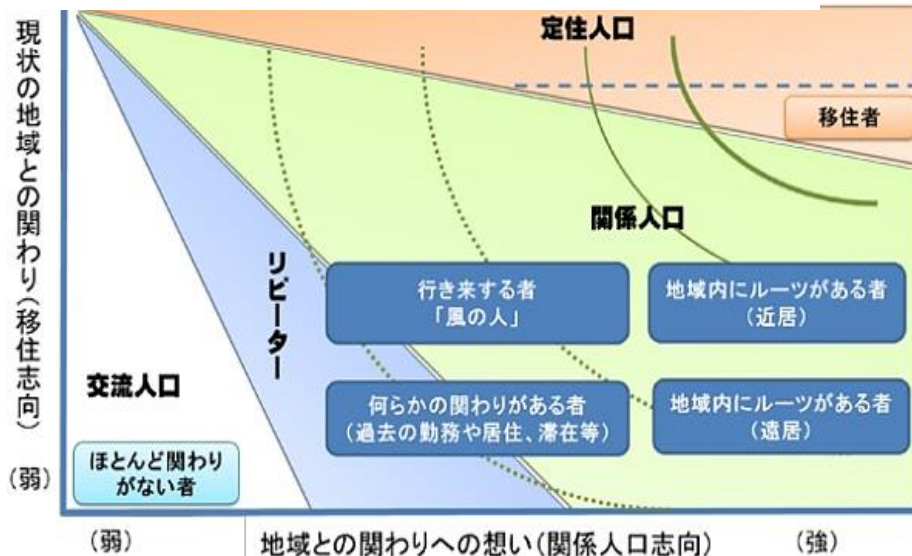 現状の地域との関わり(移住志向)
(弱)
定住人口
移住者
関係人口
リピーター
行き来する者
「風の人」
地域内にルーツがある者
(近居)
交流人口
何らかの関わりがある者
(過去の勤務や居住、滞在等)
地域内にルーツがある者
(遠居)
ほとんど関わり
がない者
(弱)
地域との関わりへの想い(関係人口志向)
(強)